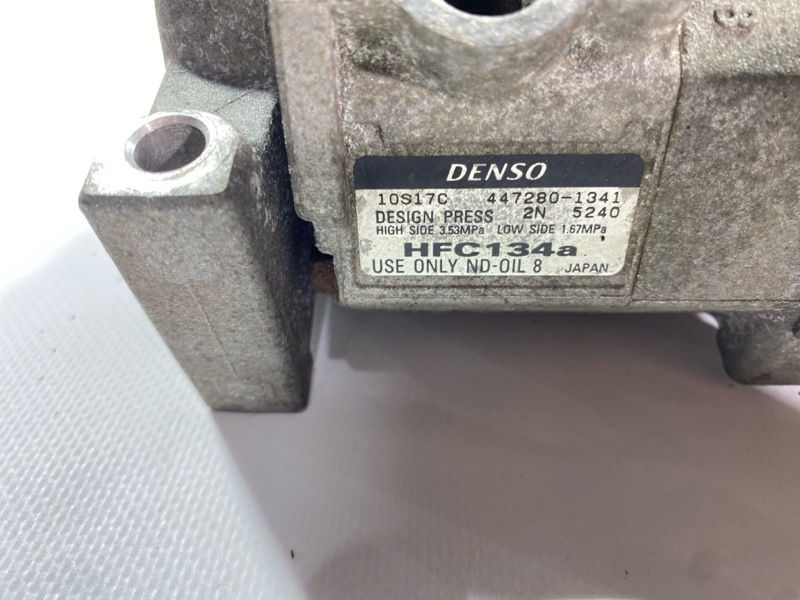 DENSO
10S17C 447280-1341
DESIGN PRESS 2N 5240
HIGH SIDE 3.53MPa LOW SIDE 1.67MPa
HFC134a
USE ONLY ND-OIL 8 JAPAN